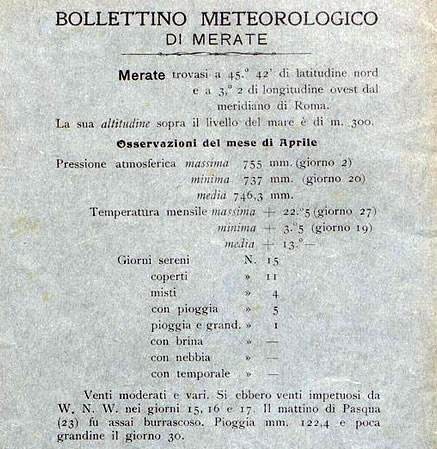 BOLLETTINO METEOROLOGICO
DI MERATE
Merate trovasi a 45.° 42' di latitudine nord
e a 3,° 2 di longitudine ovest dal
meridiano di Roma.
La sua altitudine sopra il livello del mare è di m. 300.
Osservazioni del mese di Aprile
Pressione atmosferica massima 755 mm. (giorno 2)
minima 737 mm. (giorno 20)
media 746,3 mm.
Temperatura mensile massima + 22.°5 (giorno 27)
minima + 3.°5 (giorno 19)
media + 13.°—
Giorni sereni N. 15
coperti » 11
misti » 4
con pioggia » 5
pioggia e grand. » 1
con brina » —
con nebbia » —
con temporale » —
Venti moderati e vari. Si ebbero venti impetuosi da
W. N. W. nei giorni 15, 16 e 17. Il mattino di Pasqua
(23) fu assai burrascoso. Pioggia mm. 122,4 e poca
grandine il giorno 30.